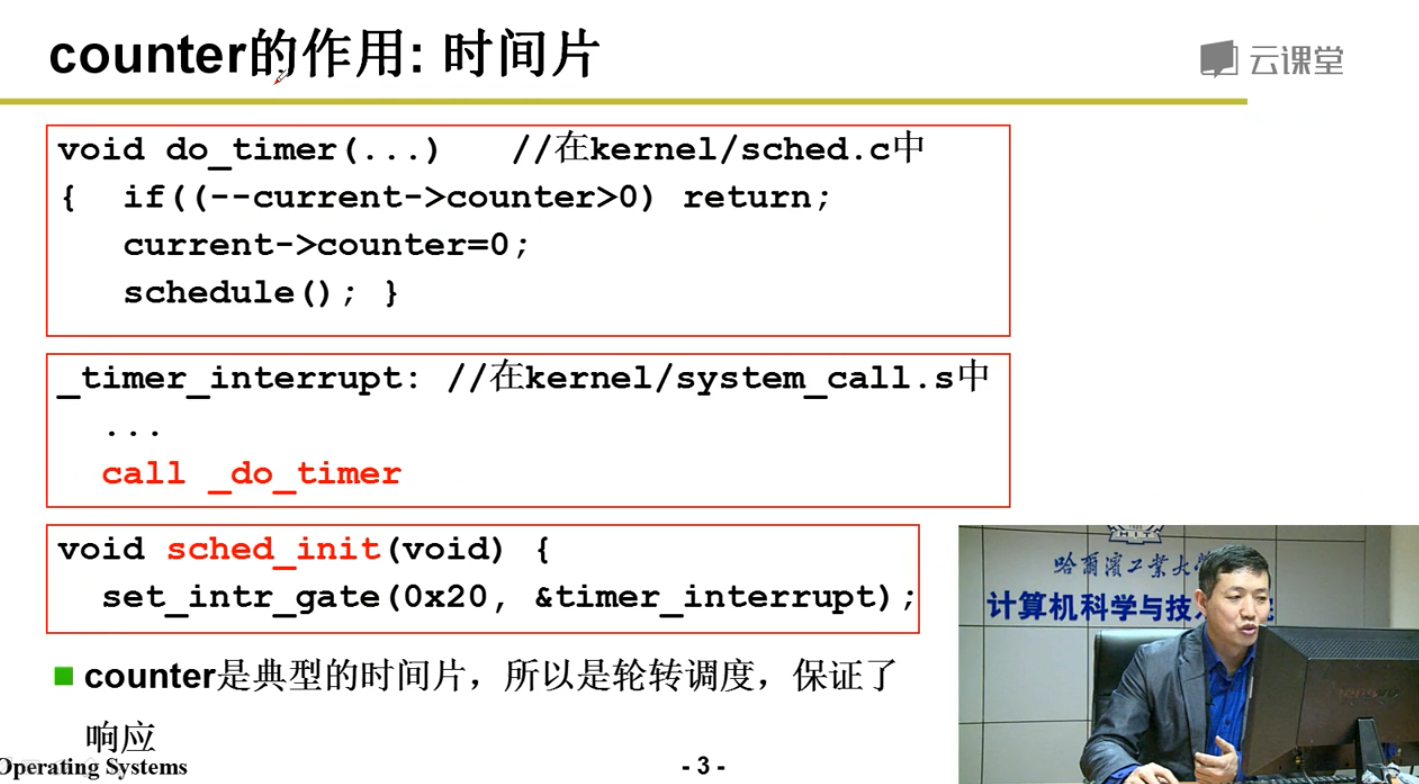 counter的作用: 时间片
云课堂
void do_timer(...) //在kernel/sched.c中
{ if((--current->counter>0) return;
current->counter=0;
schedule(); }
_timer_interrupt: //在kernel/system_call.s中
...
call _do_timer
void sched_init(void) {
set_intr_gate(0x20, &timer_interrupt);
counter是典型的时间片，所以是轮转调度，保证了
响应
HIT
哈尔滨工业大
计算机科学与技
Operating Systems
- 3 -